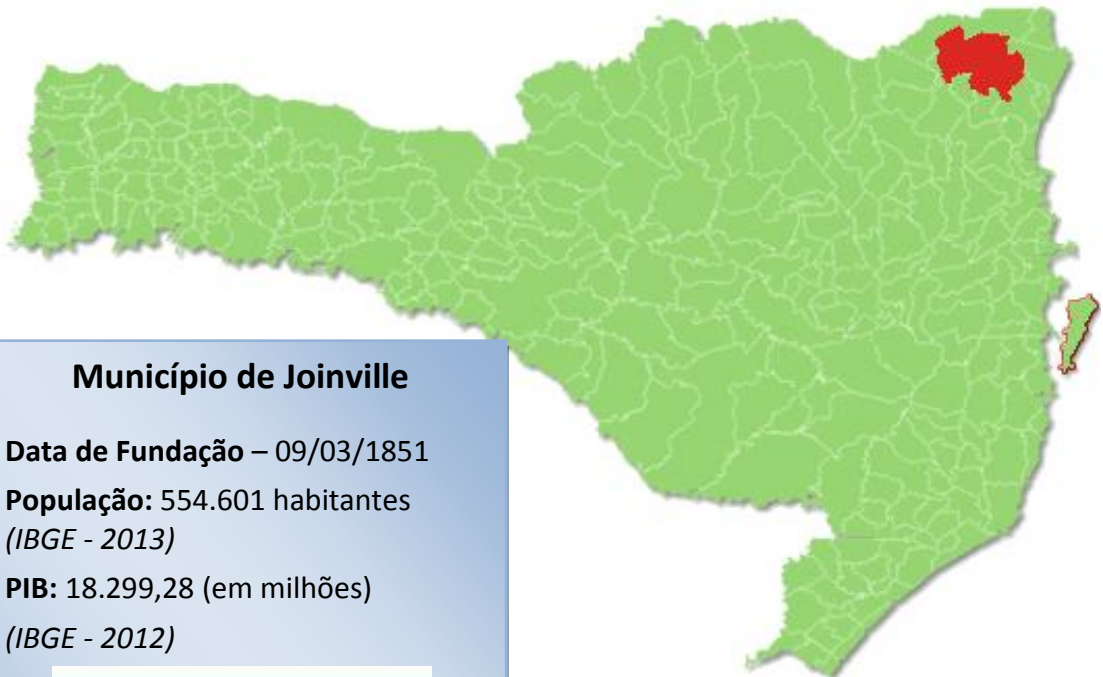 Município de Joinville
Data de Fundação – 09/03/1851
População: 554.601 habitantes
(IBGE - 2013)
PIB: 18.299,28 (em milhões)
(IBGE - 2012)